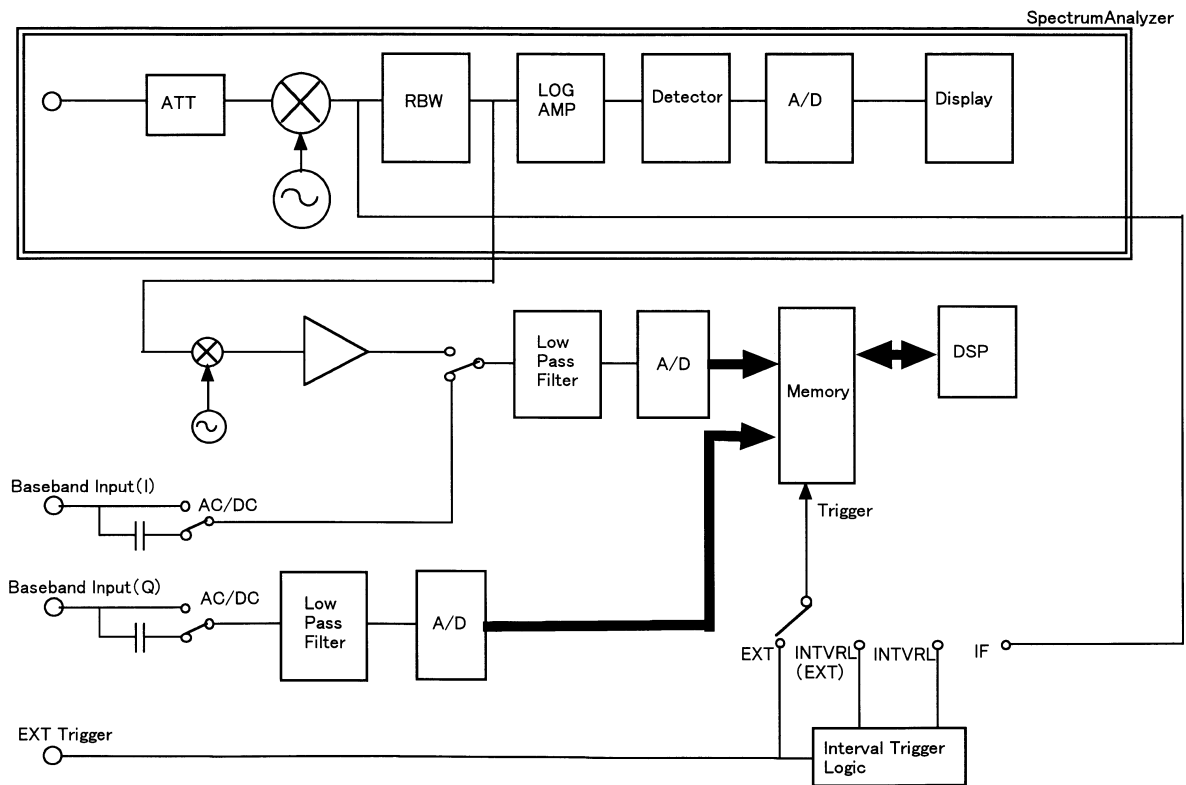 SpectrumAnalyzer
ATT
RBW
LOG
AMP
Detector
A/D
Display
Low
Pass
Filter
A/D
Memory
DSP
Baseband Input(I)
AC/DC
Trigger
Baseband Input(Q)
AC/DC
Low
Pass
Filter
A/D
EXT
INTVRL
(EXT)
INTVRL
IF
EXT Trigger
Interval Trigger
Logic